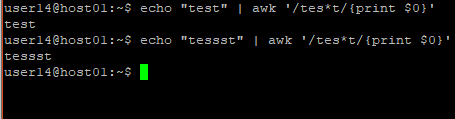 user14@host01:~$ echo "test" | awk '/tes*t/{print $0}'
test
user14@host01:~$ echo "tessst" | awk '/tes*t/{print $0}'
tessst
user14@host01:~$